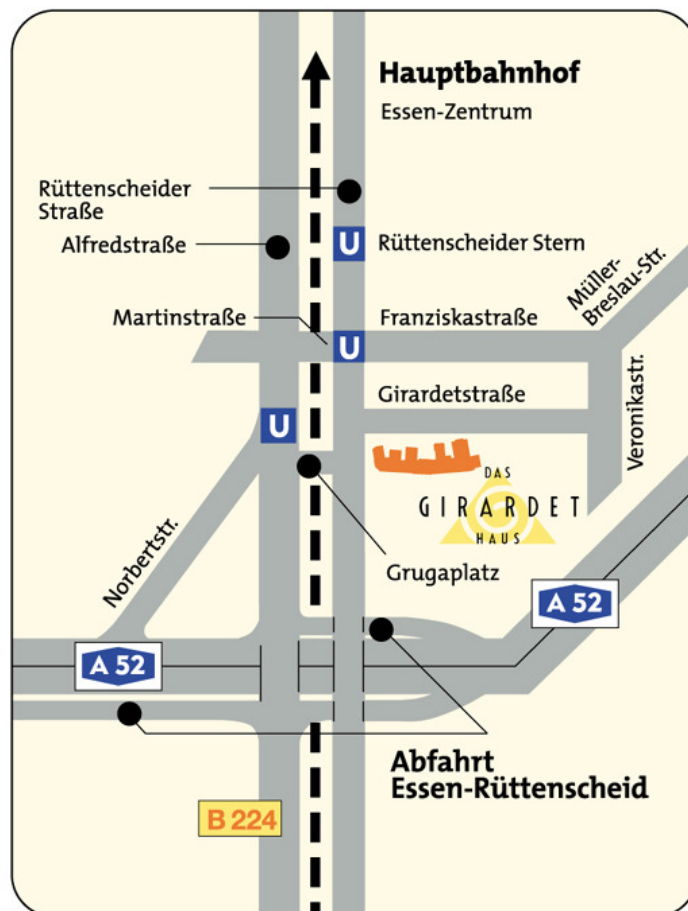 Hauptbahnhof
Essen-Zentrum
Rüttenscheider
Straße
U
Rüttenscheider Stern
Alfredstraße
Müller-
Breslau-Str.
Martinstraße
Franziskastraße
U
Girardetstraße
Veronikastr.
U
DAS
GIRARDET
HAUS
Norbertstr.
Grugaplatz
A 52
A 52
Abfahrt
Essen-Rüttenscheid
B 224